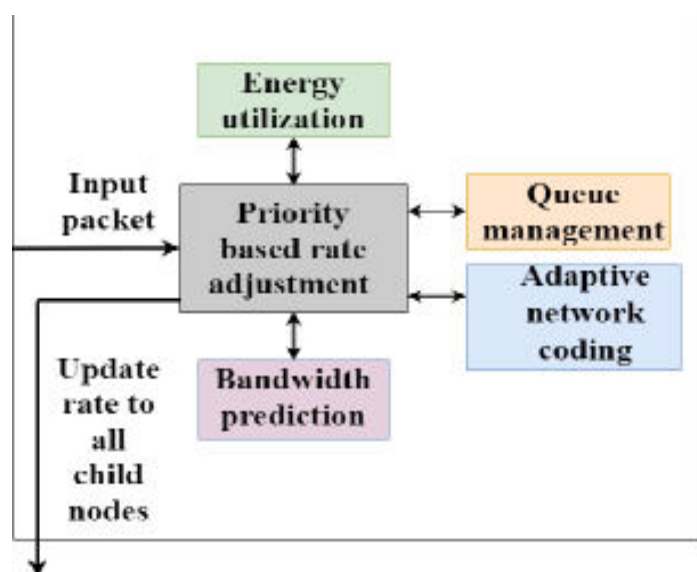 Energy
utilization
Input
packet
Priority
based rate
adjustment
Queue
management
Adaptive
network
coding
Update
rate to
all
child
nodes
Bandwidth
prediction